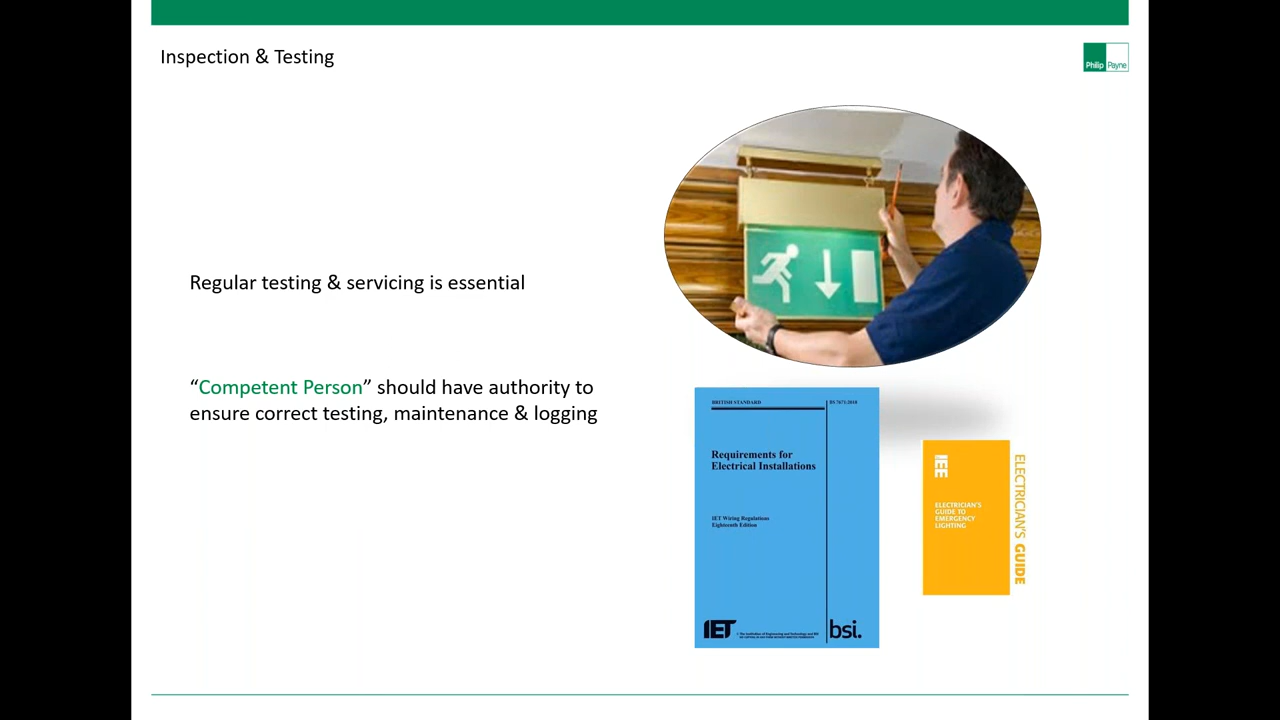 Inspection & Testing
Philip Payne
Regular testing & servicing is essential
“Competent Person” should have authority to
ensure correct testing, maintenance & logging
BRITISH STANDARD
BS 7671:2018
Requirements for
Electrical Installations
IET Wiring Regulations
Eighteenth Edition
IET
bsi.
IEE
ELECTRICIAN'S
GUIDE TO
EMERGENCY
LIGHTING
ELECTRICIAN'S GUIDE